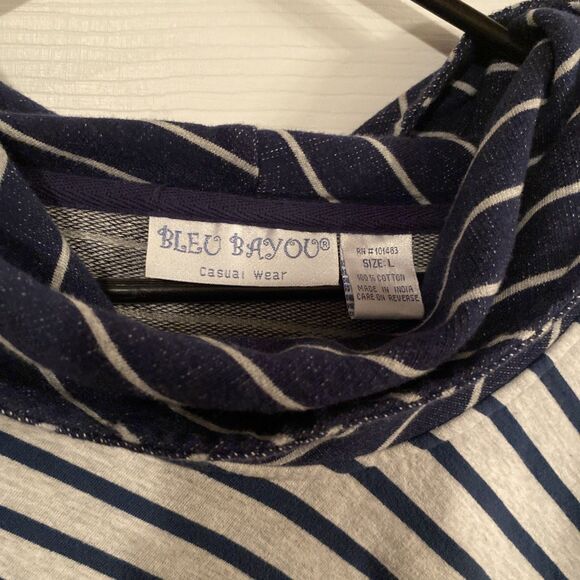 BLEU BAYOU®
Casual Wear
RN #101483
SIZE: L
100% COTTON
MADE IN INDIA
CARE ON REVERSE